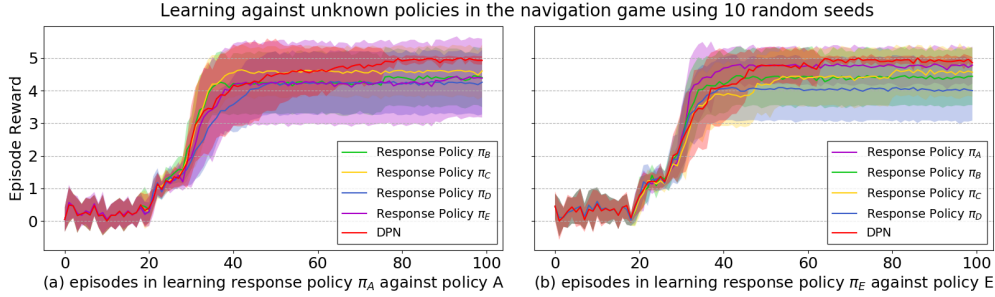 Learning against unknown policies in the navigation game using 10 random seeds
Episode Reward
5
4
3
2
1
0
Response Policy π_B
Response Policy π_C
Response Policy π_D
Response Policy π_E
DPN
0 20 40 60 80 100
(a) episodes in learning response policy π_A against policy A
Response Policy π_A
Response Policy π_B
Response Policy π_C
Response Policy π_D
DPN
0 20 40 60 80 100
(b) episodes in learning response policy π_E against policy E